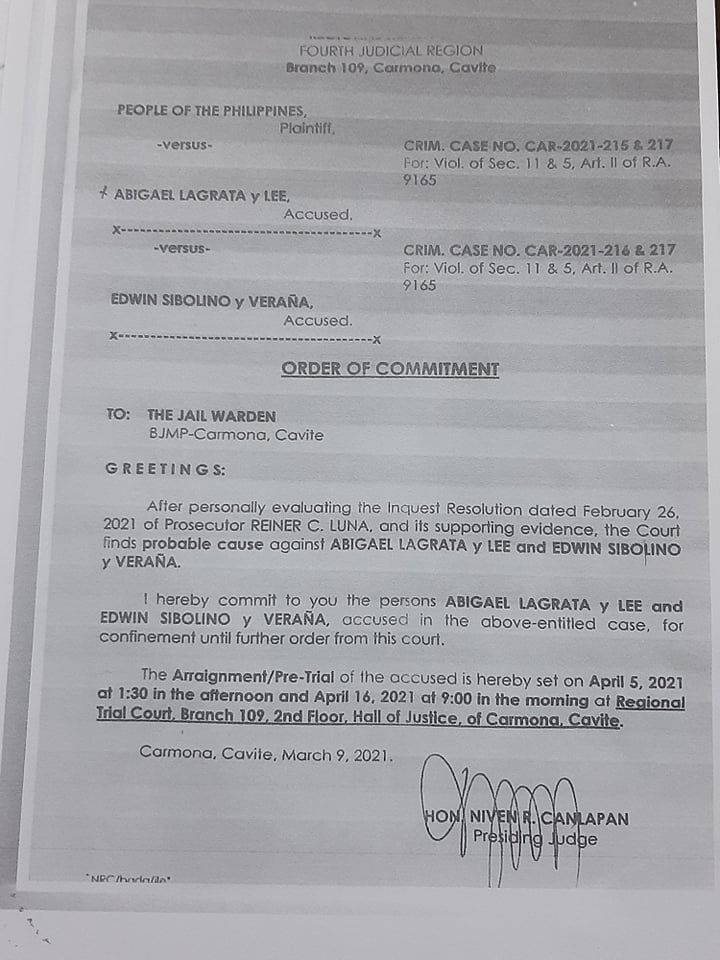 FOURTH JUDICIAL REGION
Branch 109, Carmona, Cavite
PEOPLE OF THE PHILIPPINES,
Plaintiff,
-versus-
CRIM. CASE NO. CAR-2021-215 & 217
For: Viol. of Sec. 11 & 5, Art. II of R.A.
9165
ABIGAEL LAGRATA y LEE,
Accused.
x-----------------------------------x
-versus-
CRIM. CASE NO. CAR-2021-216 & 217
For: Viol. of Sec. 11 & 5, Art. II of R.A.
9165
EDWIN SIBOLINO y VERAÑA,
Accused.
x-----------------------------------x
ORDER OF COMMITMENT
TO: THE JAIL WARDEN
BJMP-Carmona, Cavite
G R E E T I N G S:
After personally evaluating the Inquest Resolution dated February 26,
2021 of Prosecutor REINER C. LUNA, and its supporting evidence, the Court
finds probable cause against ABIGAEL LAGRATA y LEE and EDWIN SIBOLINO
y VERAÑA.
I hereby commit to you the persons ABIGAEL LAGRATA y LEE and
EDWIN SIBOLINO y VERAÑA, accused in the above-entitled case, for
confinement until further order from this court.
The Arraignment/Pre-Trial of the accused is hereby set on April 5, 2021
at 1:30 in the afternoon and April 16, 2021 at 9:00 in the morning at Regional
Trial Court, Branch 109, 2nd Floor, Hall of Justice, of Carmona, Cavite.
Carmona, Cavite, March 9, 2021.
HON. NIVEN R. CANLAPAN
Presiding Judge